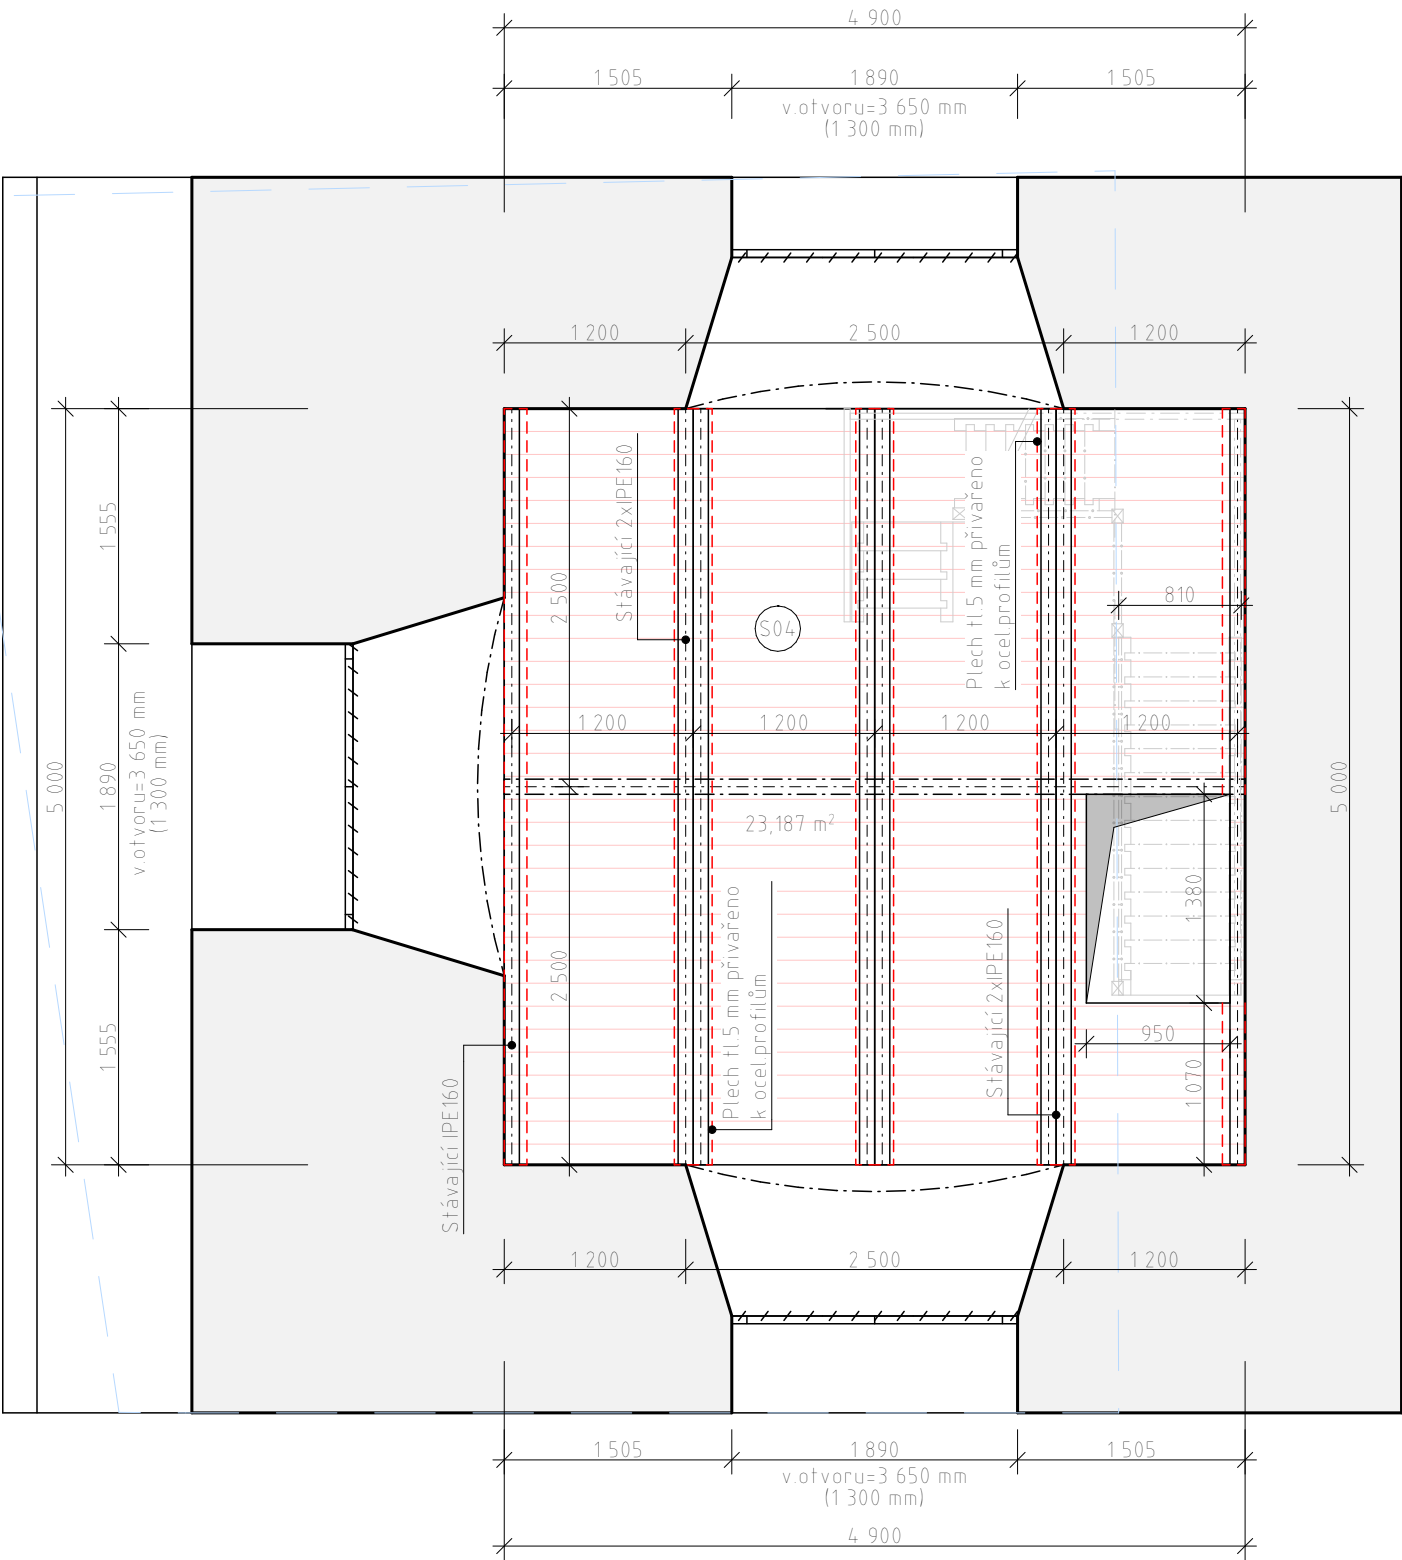 4 900
1 505
1 890
1 505
v.otvoru=3 650 mm
(1 300 mm)
1 200
2 500
1 200
1 555
5 000
1 890
v.otvoru=3 650 mm
(1 300 mm)
1 555
2 500
Stávající 2xIPE160
S04
Plech tl.5 mm přivařeno
k ocel.profilům
810
1 200
1 200
1 200
1 200
5 000
23,187 m²
2 500
Plech tl.5 mm přivařeno
k ocel.profilům
Stávající 2xIPE160
1 380
950
1 070
Stávající IPE160
1 200
2 500
1 200
1 505
1 890
1 505
v.otvoru=3 650 mm
(1 300 mm)
4 900